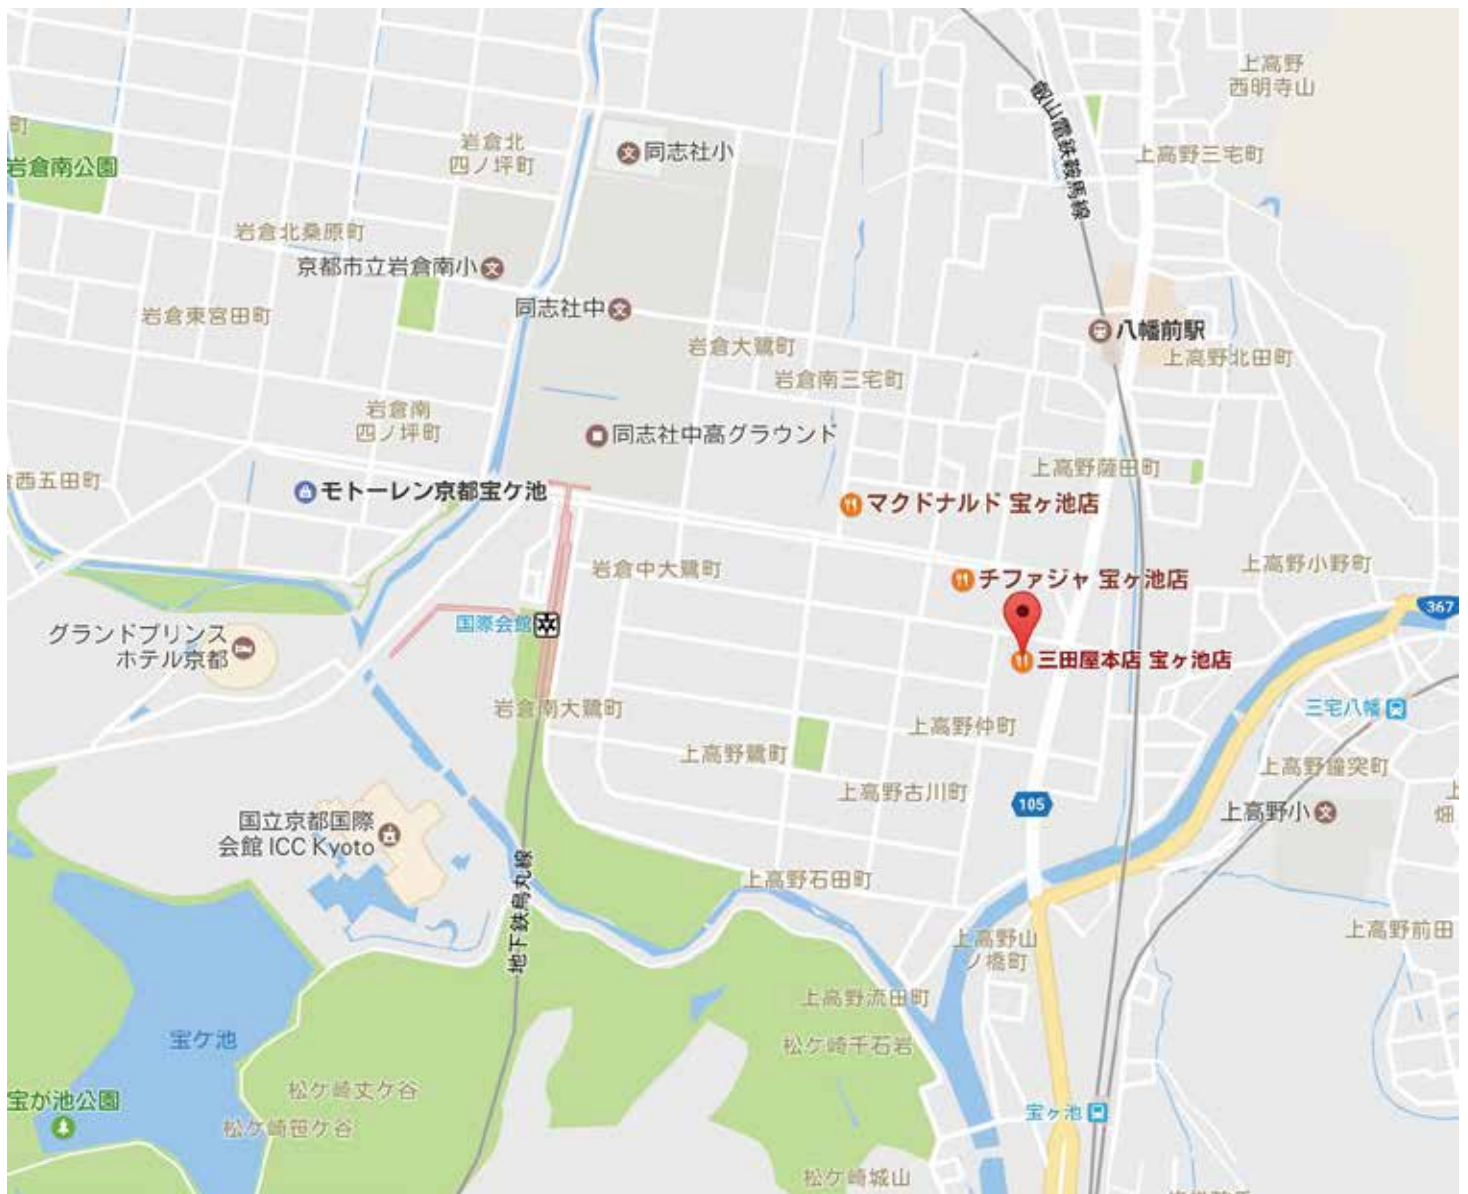 上高野
西明寺山
町
岩倉南公園
岩倉北
四ノ坪町
同志社小
叡山電鉄鞍馬線
上高野三宅町
岩倉北桑原町
京都市立岩倉南小
岩倉東宮田町
同志社中
岩倉大鷺町
八幡前駅
上高野北田町
岩倉南三宅町
岩倉南
四ノ坪町
同志社中高グラウンド
西五田町
上高野薩田町
モトーレン京都宝ケ池
マクドナルド 宝ヶ池店
岩倉中大鷺町
チファジャ 宝ヶ池店
上高野小野町
367
国際会館
グランドプリンス
ホテル京都
三田屋本店 宝ヶ池店
岩倉南大鷺町
三宅八幡
上高野仲町
上高野鷺町
上高野鐘突町
上高野古川町
105
上高野小
畑
国立京都国際
会館 ICC Kyoto
地下鉄烏丸線
上高野石田町
上高野山
ノ橋町
上高野前田
上高野流田町
宝ケ池
松ケ崎千石岩
松ケ崎丈ケ谷
宝が池公園
松ケ崎笹ケ谷
宝ヶ池
松ケ崎城山